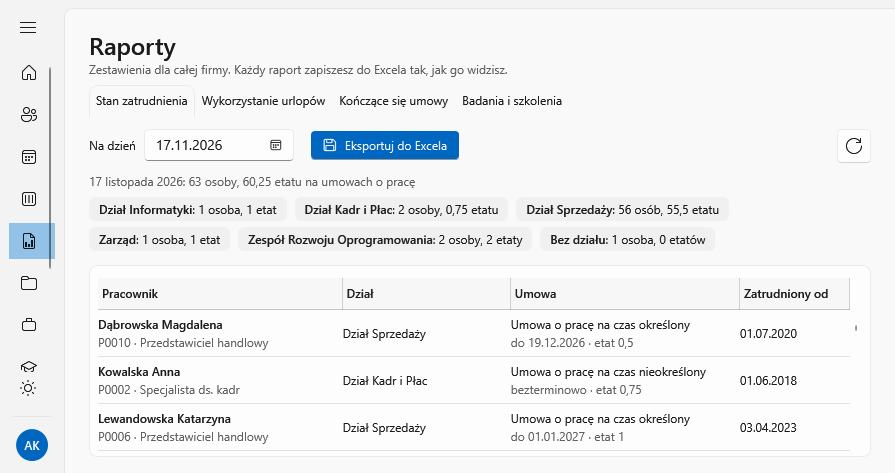 Raporty
Zestawienia dla całej firmy. Każdy raport zapiszesz do Excela tak, jak go widzisz.
Stan zatrudnienia Wykorzystanie urlopów Kończące się umowy Badania i szkolenia
Na dzień 17.11.2026 Eksportuj do Excela
17 listopada 2026: 63 osoby, 60,25 etatu na umowach o pracę
Dział Informatyki: 1 osoba, 1 etat Dział Kadr i Płac: 2 osoby, 0,75 etatu Dział Sprzedaży: 56 osób, 55,5 etatu
Zarząd: 1 osoba, 1 etat Zespół Rozwoju Oprogramowania: 2 osoby, 2 etaty Bez działu: 1 osoba, 0 etatów
Pracownik Dział Umowa Zatrudniony od
Dąbrowska Magdalena
P0010 · Przedstawiciel handlowy
Dział Sprzedaży
Umowa o pracę na czas określony
do 19.12.2026 · etat 0,5
01.07.2020
Kowalska Anna
P0002 · Specjalista ds. kadr
Dział Kadr i Płac
Umowa o pracę na czas nieokreślony
bezterminowo · etat 0,75
01.06.2018
Lewandowska Katarzyna
P0006 · Przedstawiciel handlowy
Dział Sprzedaży
Umowa o pracę na czas określony
do 01.01.2027 · etat 1
03.04.2023
AK